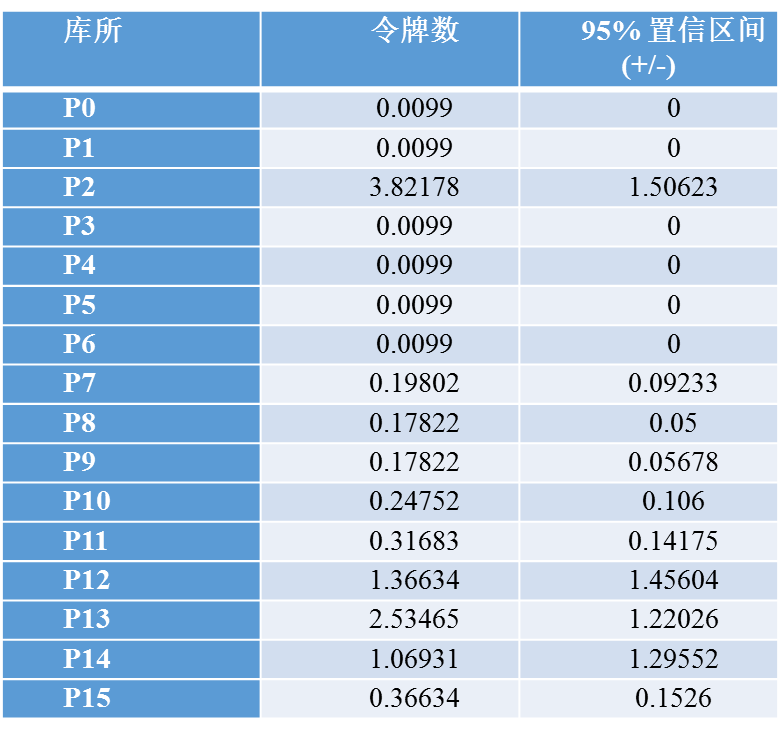 库所 令牌数 95% 置信区间
(+/-)
P0 0.0099 0
P1 0.0099 0
P2 3.82178 1.50623
P3 0.0099 0
P4 0.0099 0
P5 0.0099 0
P6 0.0099 0
P7 0.19802 0.09233
P8 0.17822 0.05
P9 0.17822 0.05678
P10 0.24752 0.106
P11 0.31683 0.14175
P12 1.36634 1.45604
P13 2.53465 1.22026
P14 1.06931 1.29552
P15 0.36634 0.1526